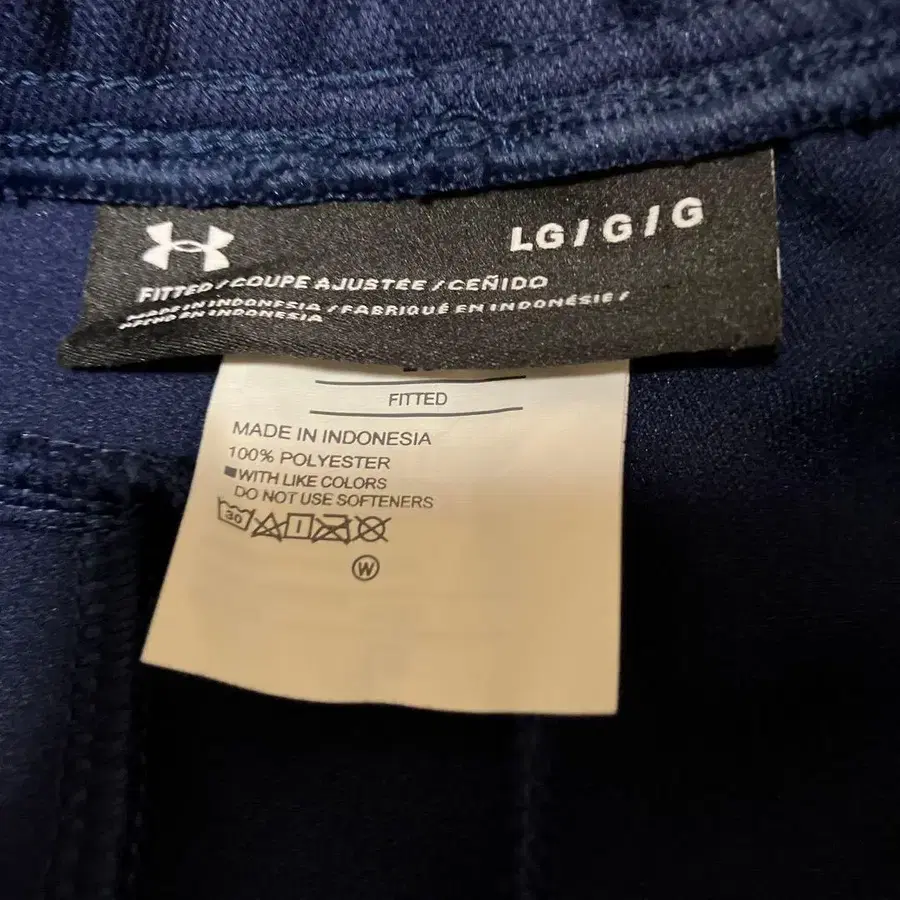 LG / G / G
FITTED / COUPE AJUSTÉE / CEÑIDO
MADE IN INDONESIA / FABRIQUÉ EN INDONÉSIE /
HECHO EN INDONESIA
FITTED
MADE IN INDONESIA
100% POLYESTER
WITH LIKE COLORS
DO NOT USE SOFTENERS
30
W